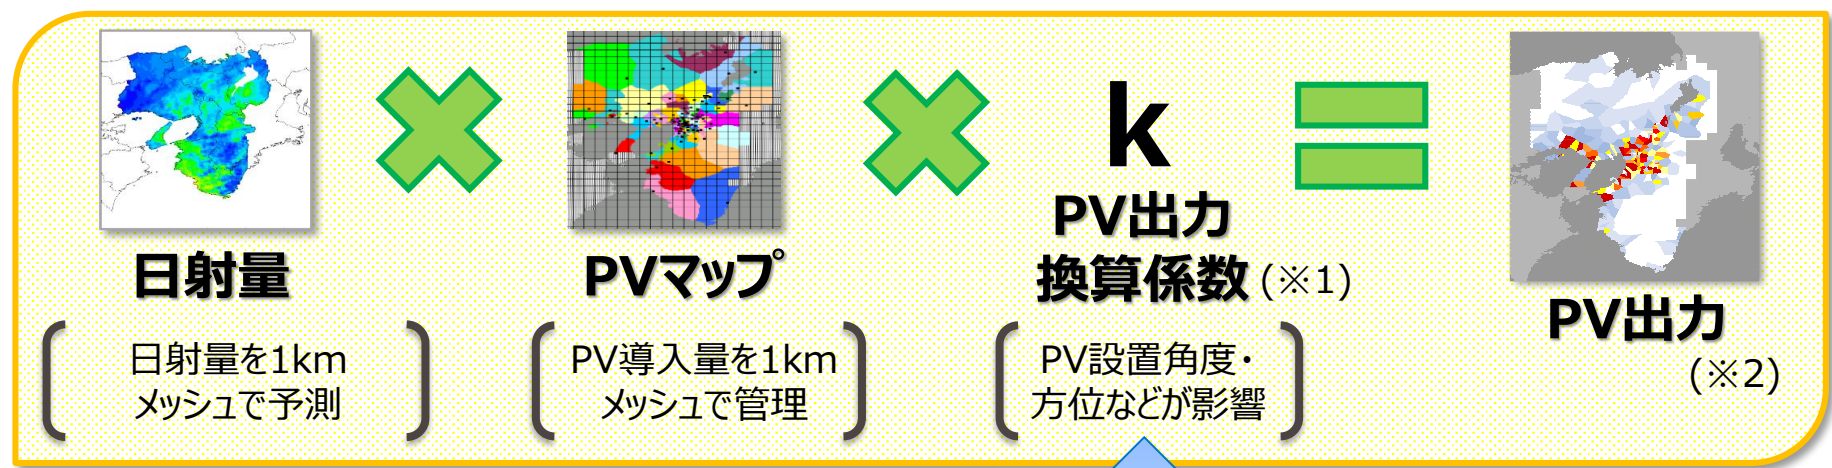 日射量
日射量を1km
メッシュで予測
PVマップ
PV導入量を1km
メッシュで管理
k
PV出力
換算係数(※1)
PV設置角度・
方位などが影響
PV出力
(※2)